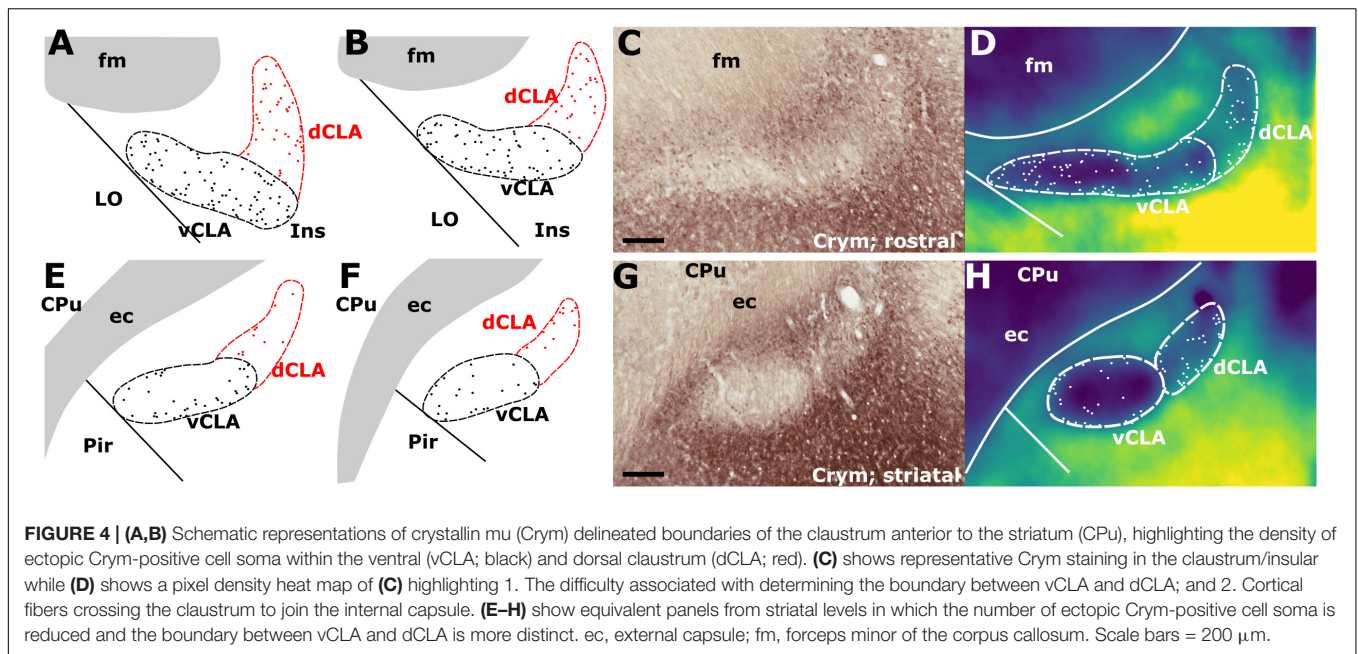 A
fm
dCLA
LO
vCLA
Ins
B
fm
dCLA
vCLA
LO
Ins
C
fm
Crym; rostral
D
fm
dCLA
vCLA
E
CPu
ec
dCLA
vCLA
Pir
F
CPu
ec
dCLA
vCLA
Pir
G
CPu
ec
Crym; striatal
H
CPu
ec
dCLA
vCLA
FIGURE 4 | (A,B) Schematic representations of crystallin mu (Crym) delineated boundaries of the claustrum anterior to the striatum (CPu), highlighting the density of
ectopic Crym-positive cell soma within the ventral (vCLA; black) and dorsal claustrum (dCLA; red). (C) shows representative Crym staining in the claustrum/insular
while (D) shows a pixel density heat map of (C) highlighting 1. The difficulty associated with determining the boundary between vCLA and dCLA; and 2. Cortical
fibers crossing the claustrum to join the internal capsule. (E–H) show equivalent panels from striatal levels in which the number of ectopic Crym-positive cell soma is
reduced and the boundary between vCLA and dCLA is more distinct. ec, external capsule; fm, forceps minor of the corpus callosum. Scale bars = 200 μm.